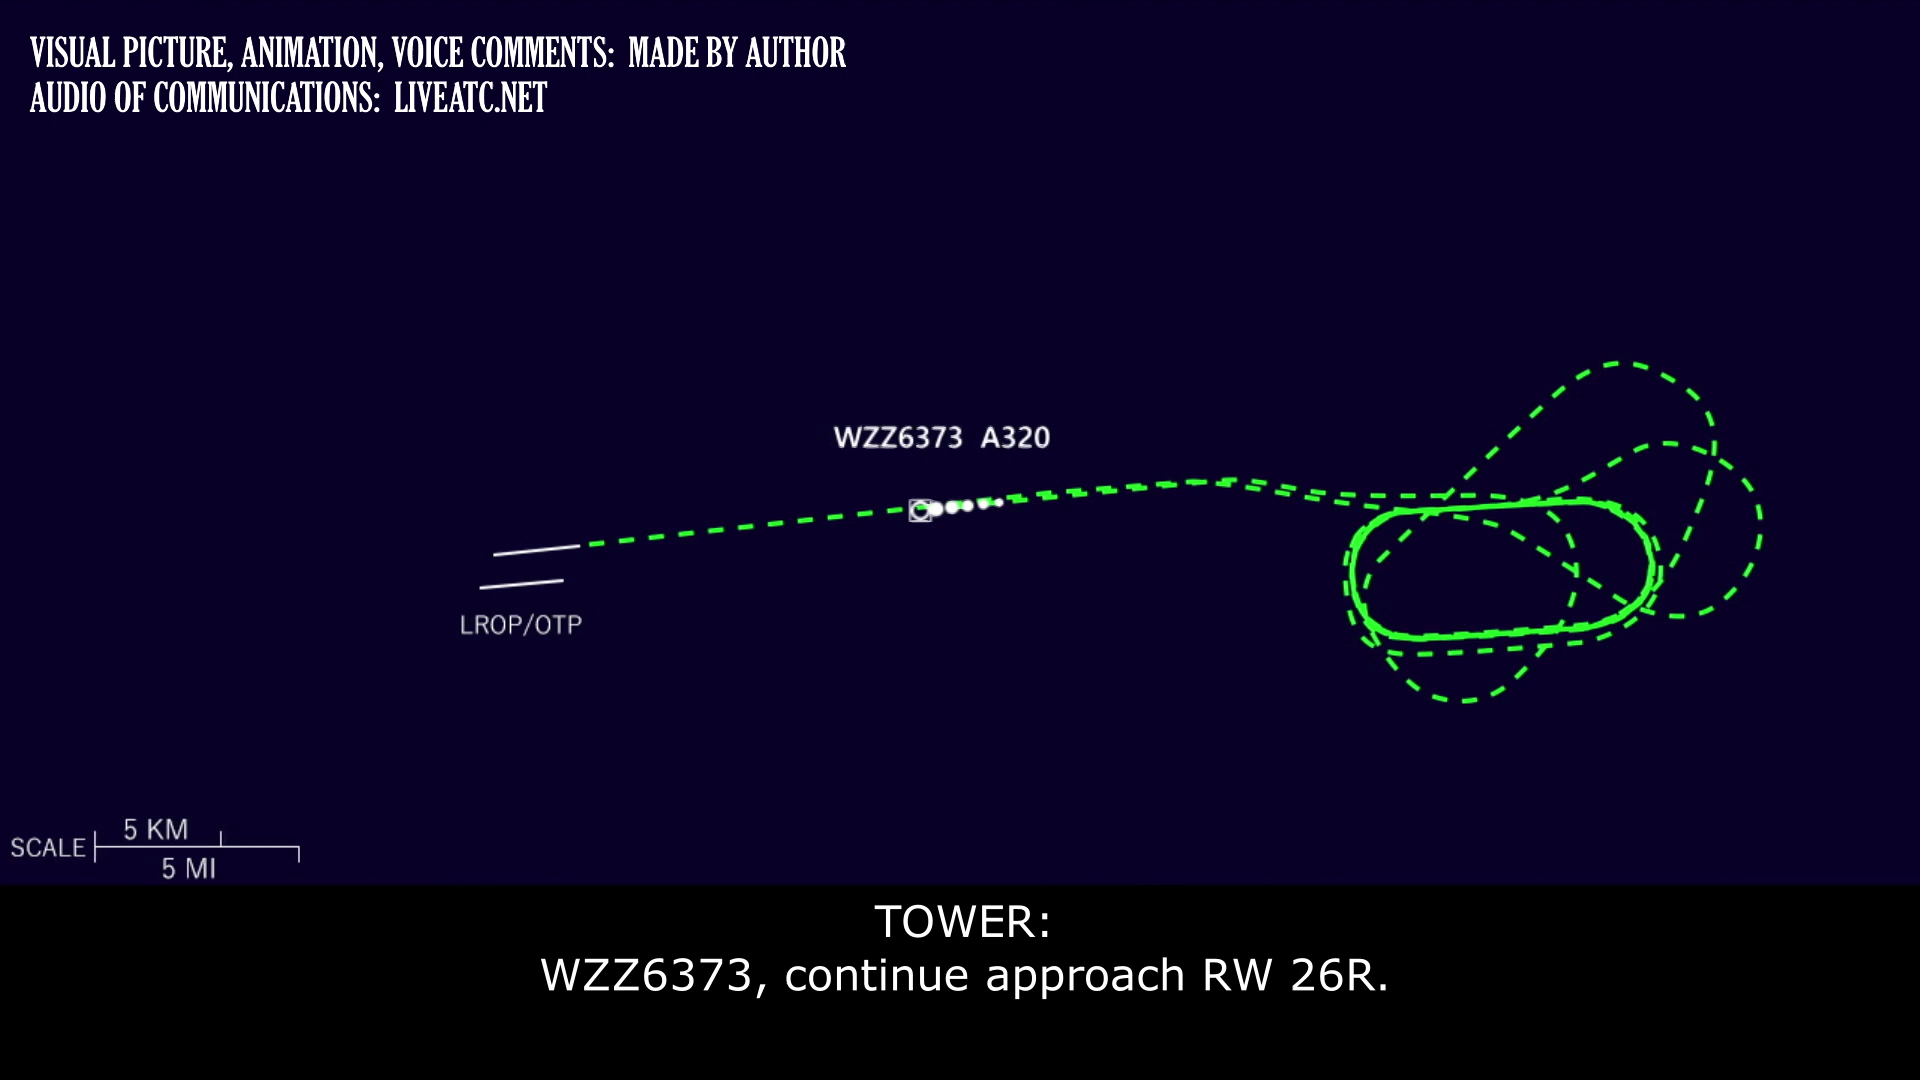 VISUAL PICTURE, ANIMATION, VOICE COMMENTS: MADE BY AUTHOR
AUDIO OF COMMUNICATIONS: LIVEATC.NET
WZZ6373 A320
LROP/OTP
5 KM
SCALE
5 MI
TOWER:
WZZ6373, continue approach RW 26R.